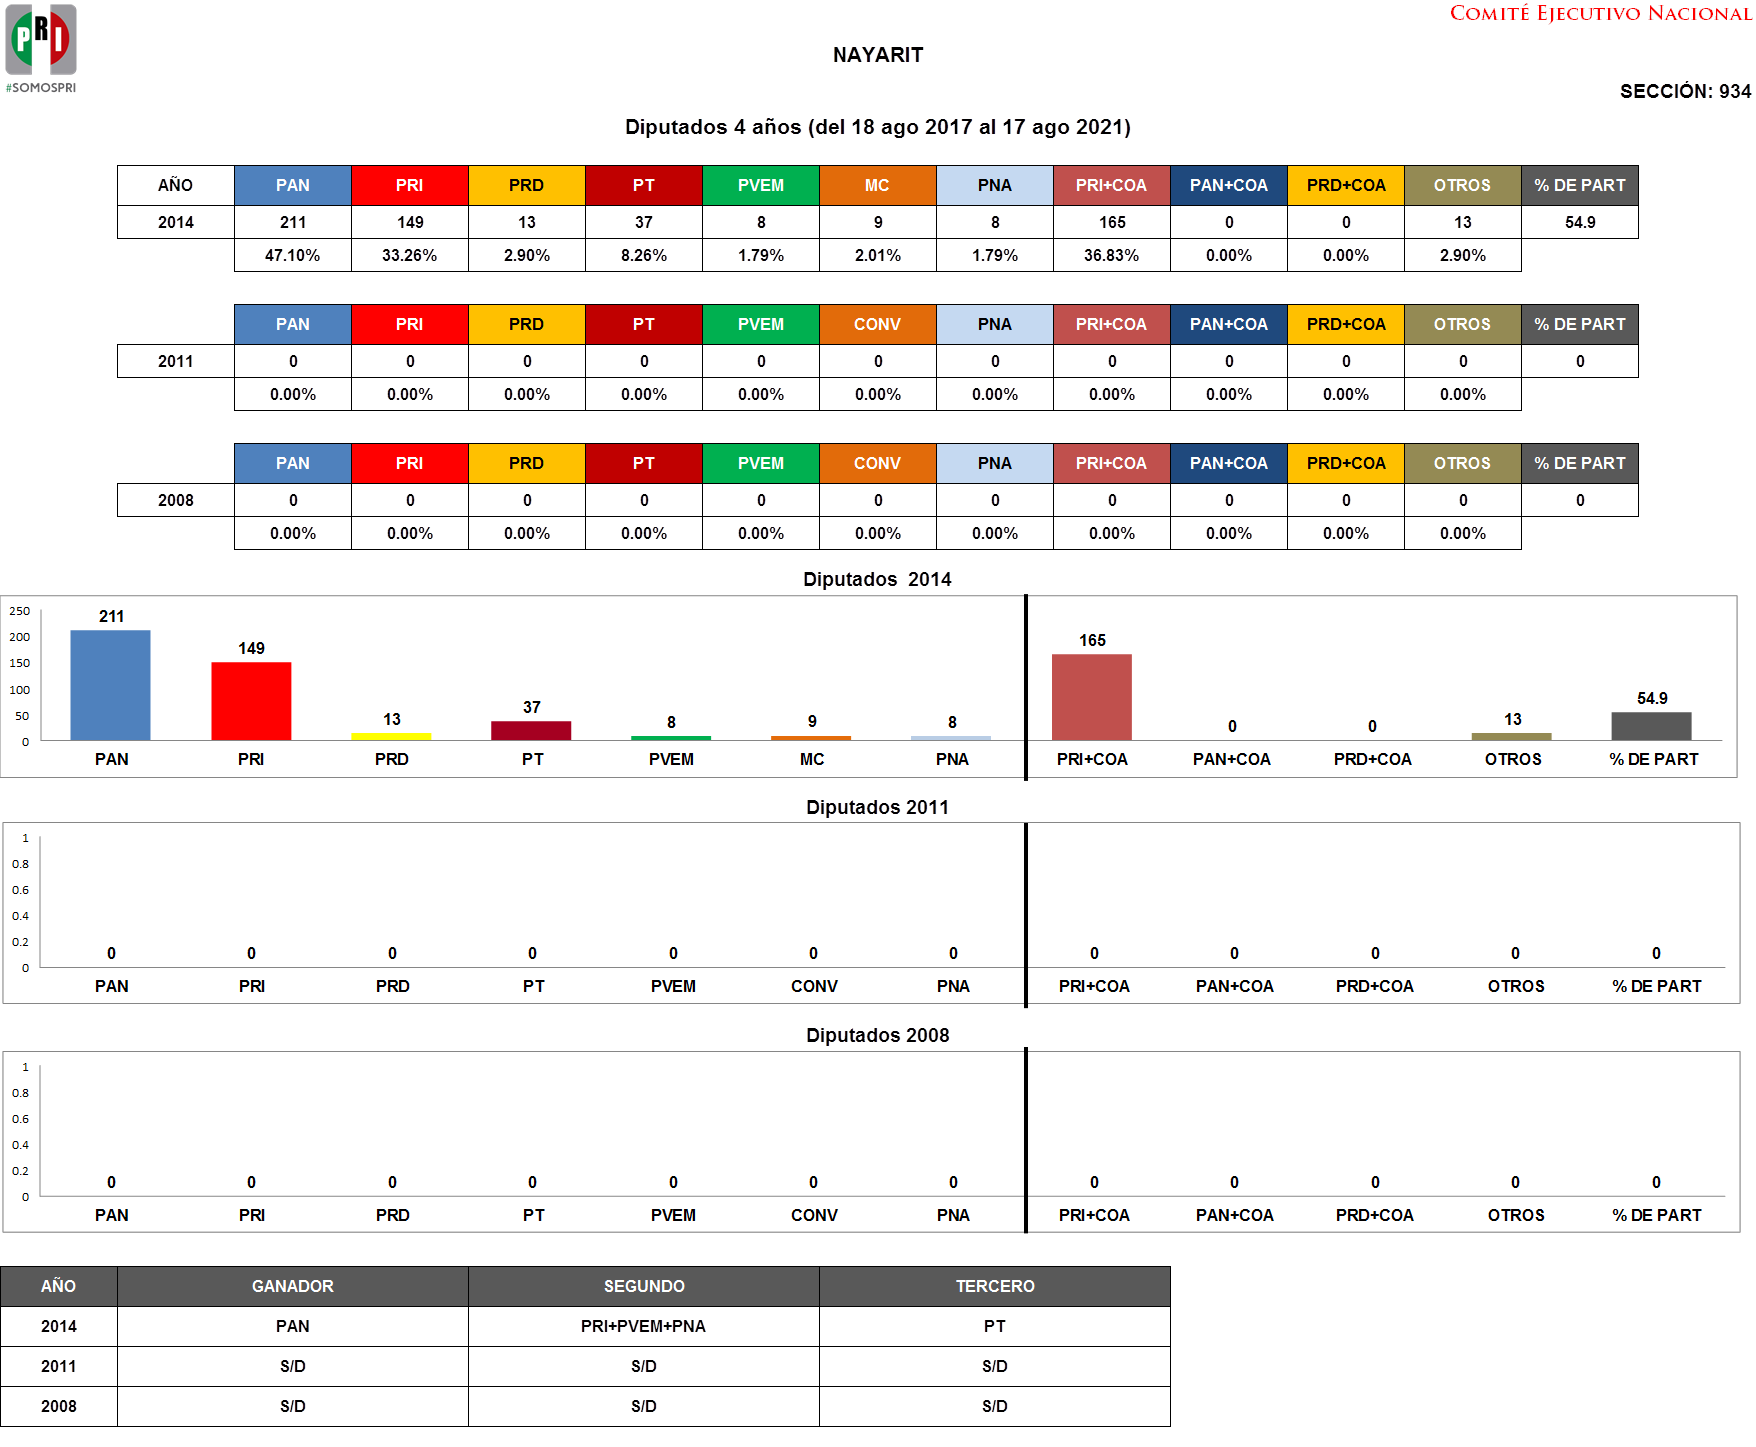 PRI
#SOMOSPRI
COMITÉ EJECUTIVO NACIONAL
NAYARIT
SECCIÓN: 934
Diputados 4 años (del 18 ago 2017 al 17 ago 2021)
AÑO PAN PRI PRD PT PVEM MC PNA PRI+COA PAN+COA PRD+COA OTROS % DE PART
2014 211 149 13 37 8 9 8 165 0 0 13 54.9
47.10% 33.26% 2.90% 8.26% 1.79% 2.01% 1.79% 36.83% 0.00% 0.00% 2.90%
PAN PRI PRD PT PVEM CONV PNA PRI+COA PAN+COA PRD+COA OTROS % DE PART
2011 0 0 0 0 0 0 0 0 0 0 0 0
0.00% 0.00% 0.00% 0.00% 0.00% 0.00% 0.00% 0.00% 0.00% 0.00% 0.00%
PAN PRI PRD PT PVEM CONV PNA PRI+COA PAN+COA PRD+COA OTROS % DE PART
2008 0 0 0 0 0 0 0 0 0 0 0 0
0.00% 0.00% 0.00% 0.00% 0.00% 0.00% 0.00% 0.00% 0.00% 0.00% 0.00%
Diputados 2014
250
200
150
100
50
0
211 149 13 37 8 9 8 165 0 0 13 54.9
PAN PRI PRD PT PVEM MC PNA PRI+COA PAN+COA PRD+COA OTROS % DE PART
Diputados 2011
1
0.8
0.6
0.4
0.2
0
0 0 0 0 0 0 0 0 0 0 0 0
PAN PRI PRD PT PVEM CONV PNA PRI+COA PAN+COA PRD+COA OTROS % DE PART
Diputados 2008
1
0.8
0.6
0.4
0.2
0
0 0 0 0 0 0 0 0 0 0 0 0
PAN PRI PRD PT PVEM CONV PNA PRI+COA PAN+COA PRD+COA OTROS % DE PART
AÑO GANADOR SEGUNDO TERCERO
2014 PAN PRI+PVEM+PNA PT
2011 S/D S/D S/D
2008 S/D S/D S/D